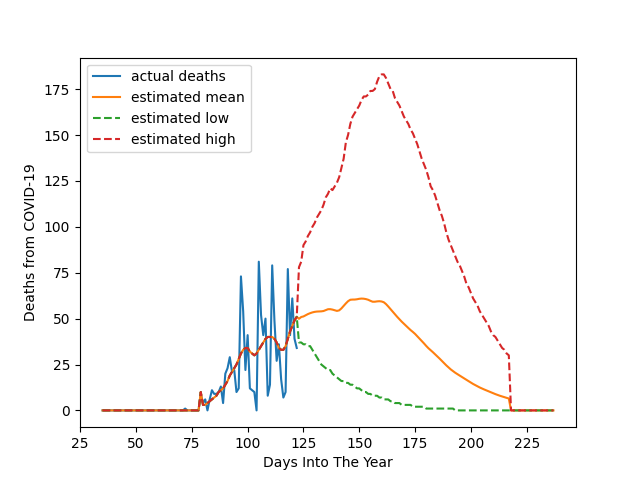 actual deaths
estimated mean
estimated low
estimated high
Deaths from COVID-19
175
150
125
100
75
50
25
0
25 50 75 100 125 150 175 200 225
Days Into The Year